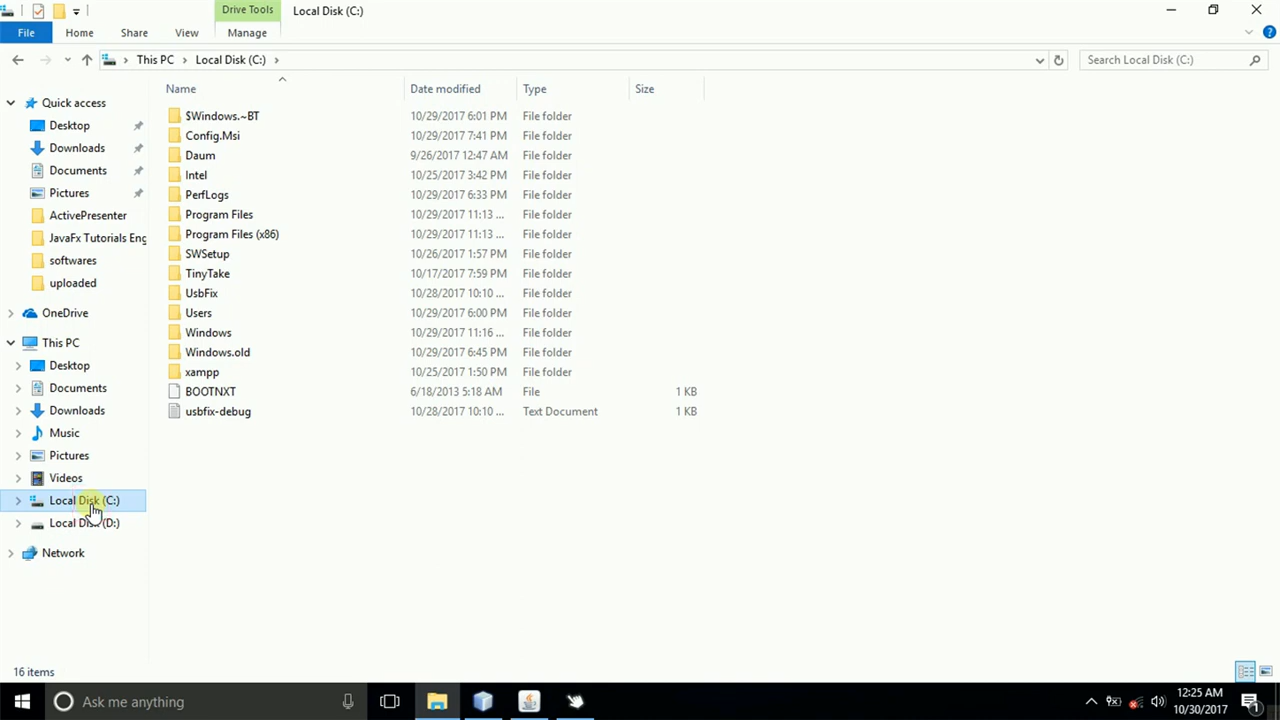 Drive Tools
Local Disk (C:)
File
Home
Share
View
Manage
This PC
Local Disk (C:)
Search Local Disk (C:)
Name
Date modified
Type
Size
Quick access
Desktop
Downloads
Documents
Pictures
ActivePresenter
JavaFx Tutorials Eng
softwares
uploaded
OneDrive
This PC
Desktop
Documents
Downloads
Music
Pictures
Videos
Local Disk (C:)
Local Disk (D:)
Network
$Windows.~BT 10/29/2017 6:01 PM File folder
Config.Msi 10/29/2017 7:41 PM File folder
Daum 9/26/2017 12:47 AM File folder
Intel 10/25/2017 3:42 PM File folder
PerfLogs 10/29/2017 6:33 PM File folder
Program Files 10/29/2017 11:13 ... File folder
Program Files (x86) 10/29/2017 11:13 ... File folder
SWSetup 10/26/2017 1:57 PM File folder
TinyTake 10/17/2017 7:59 PM File folder
UsbFix 10/28/2017 10:10 ... File folder
Users 10/29/2017 6:00 PM File folder
Windows 10/29/2017 11:16 ... File folder
Windows.old 10/29/2017 6:45 PM File folder
xampp 10/25/2017 1:50 PM File folder
BOOTNXT 6/18/2013 5:18 AM File 1 KB
usbfix-debug 10/28/2017 10:10 ... Text Document 1 KB
16 items
Ask me anything
12:25 AM
10/30/2017
1